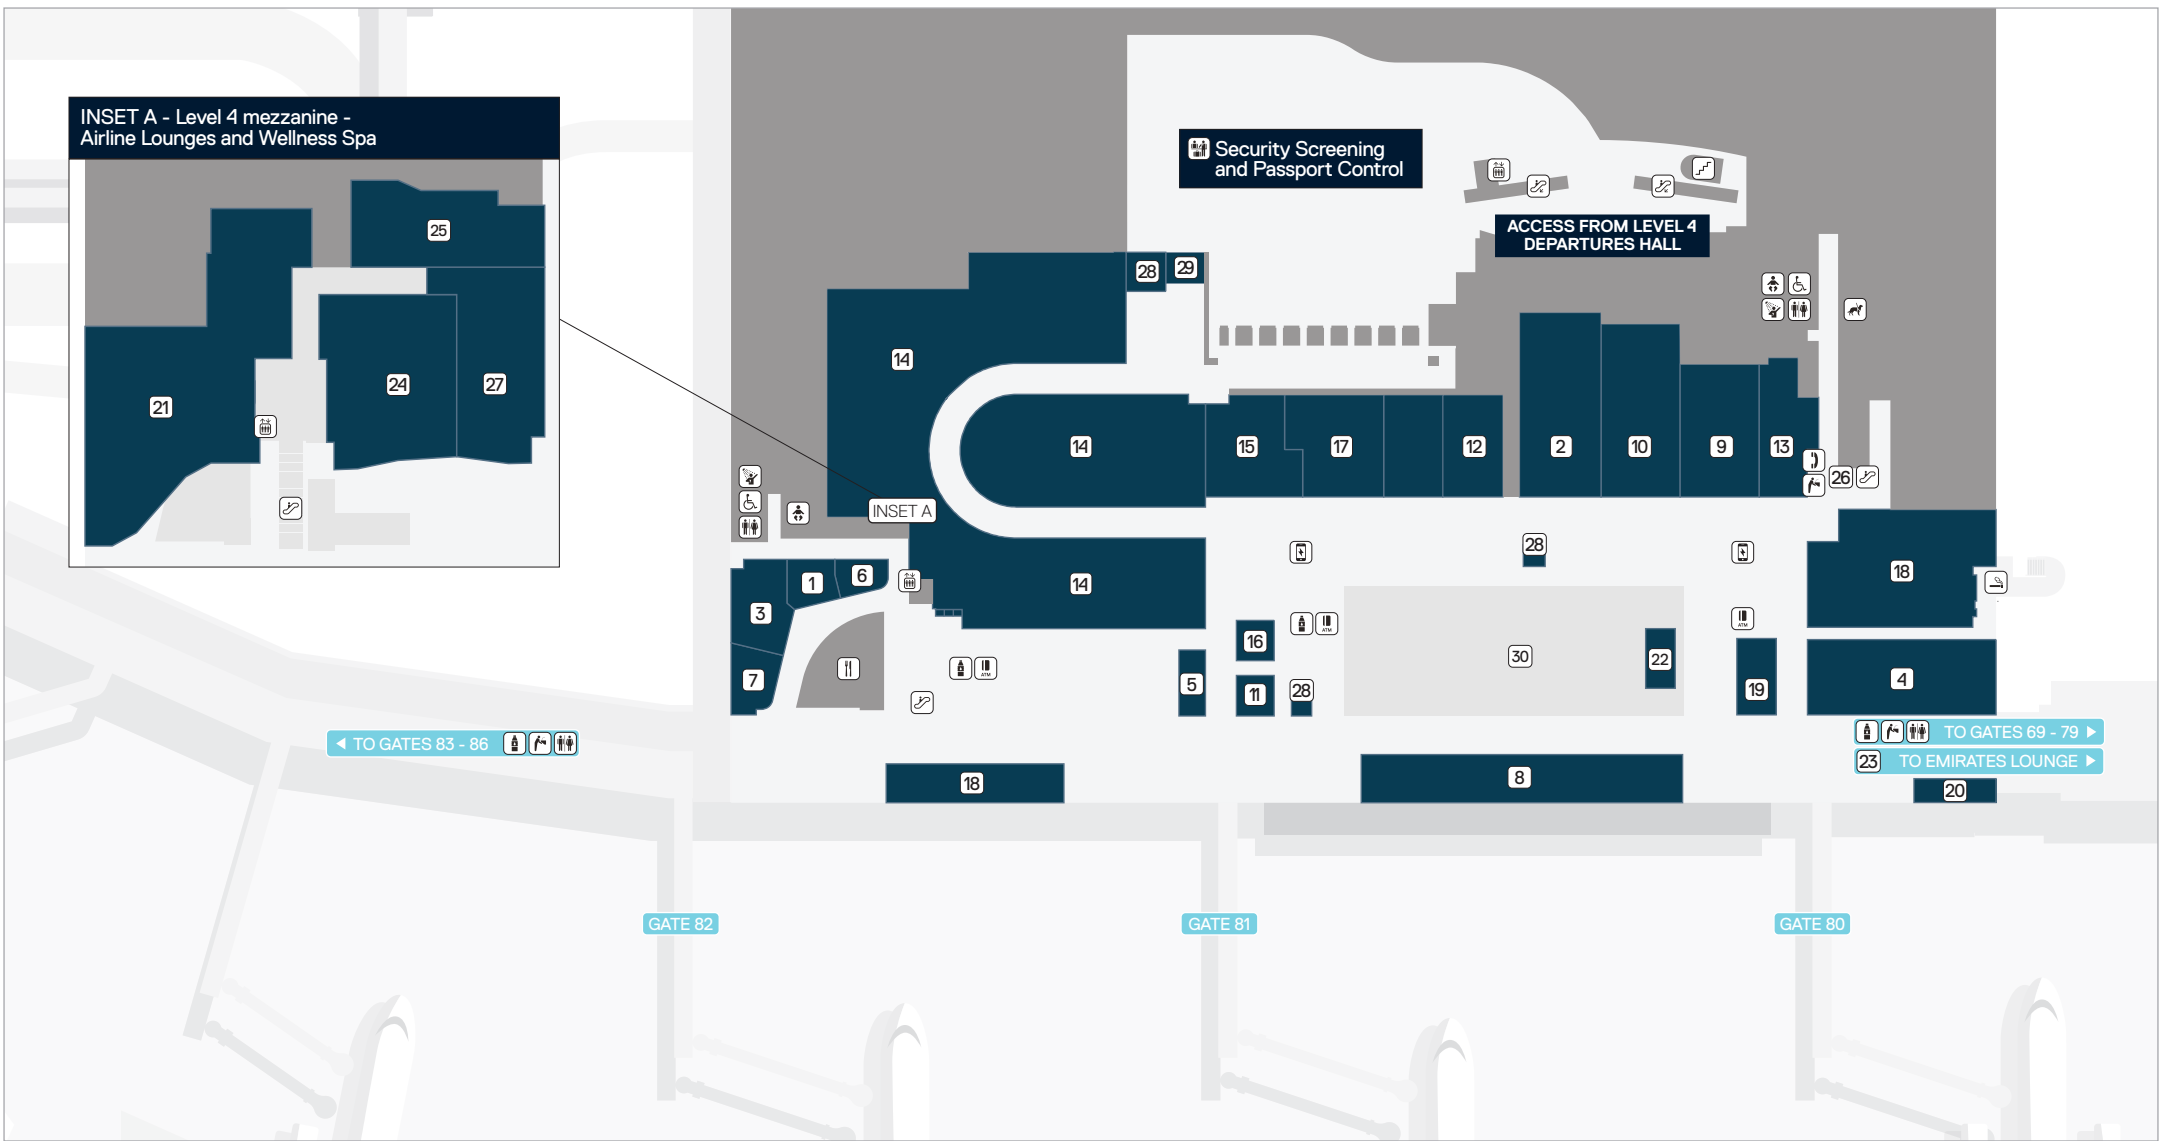 INSET A - Level 4 mezzanine -
Airline Lounges and Wellness Spa
25
21
24
27
Security Screening
and Passport Control
ACCESS FROM LEVEL 4
DEPARTURES HALL
28
29
14
14
15
17
12
2
10
9
13
26
INSET A
28
18
14
1
6
3
7
16
ATM
ATM
ATM
5
11
28
30
22
19
4
TO GATES 83 - 86
TO GATES 69 - 79
23 TO EMIRATES LOUNGE
18
8
20
GATE 82
GATE 81
GATE 80